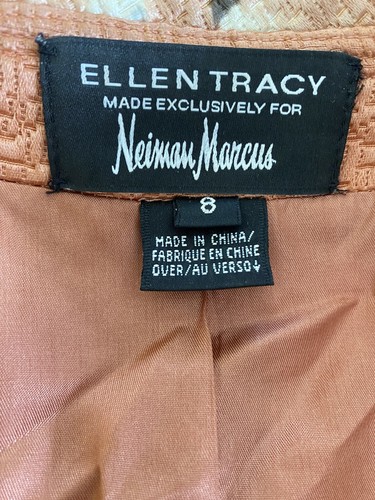 ELLEN TRACY
MADE EXCLUSIVELY FOR
Neiman Marcus
8
MADE IN CHINA/
FABRIQUE EN CHINE
OVER/AU VERSO↓